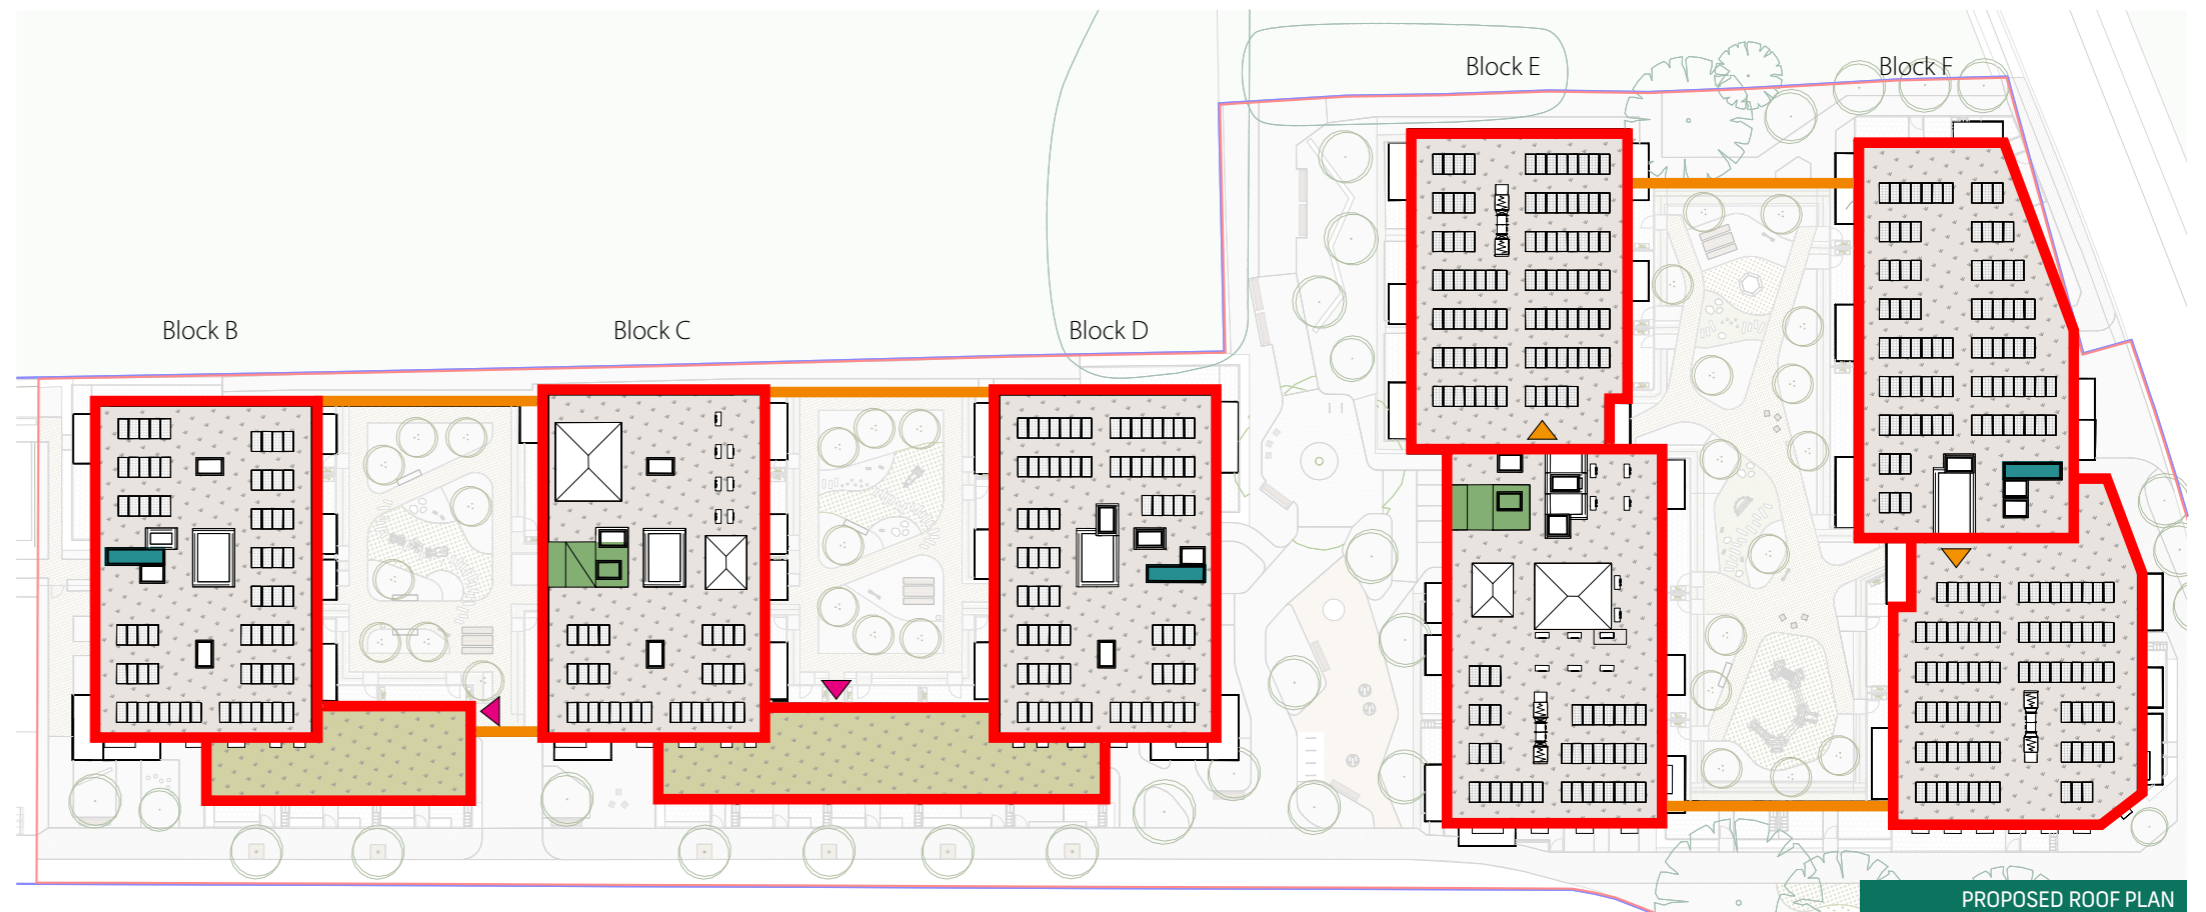 Block E
Block F
Block B
Block C
Block D
PROPOSED ROOF PLAN